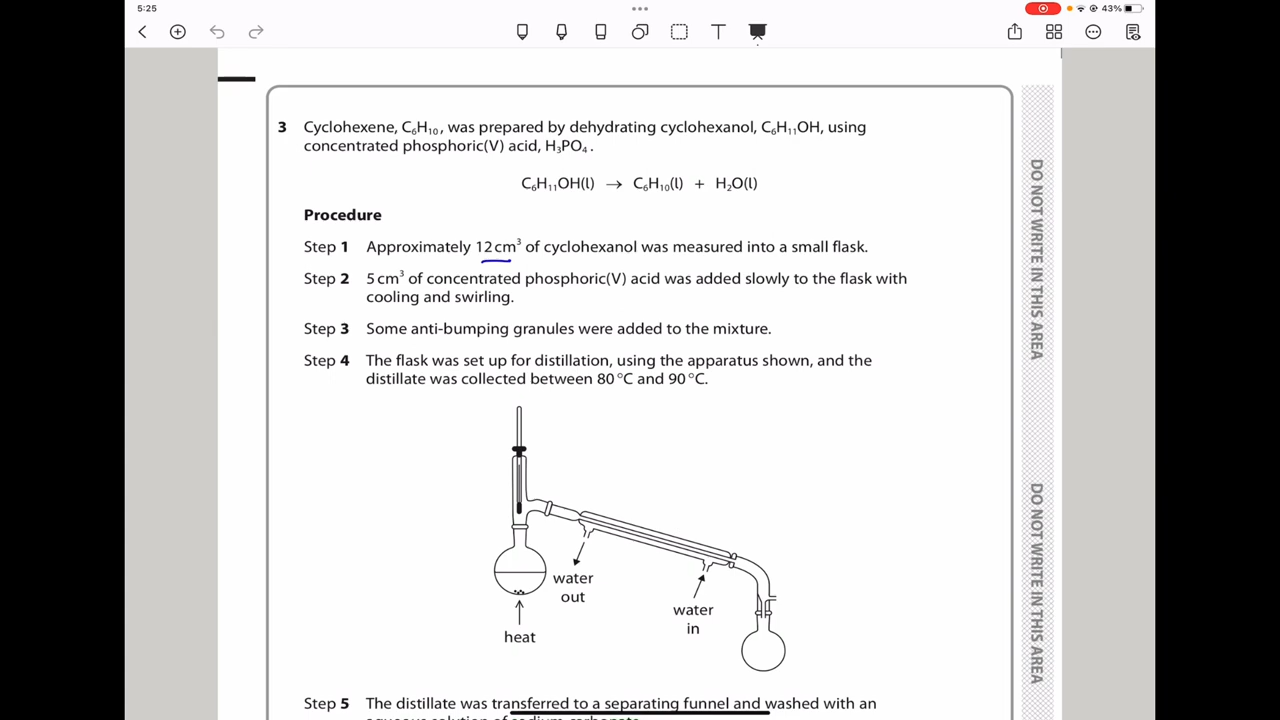 5:25
43%
3 Cyclohexene, C₆H₁₀, was prepared by dehydrating cyclohexanol, C₆H₁₁OH, using
concentrated phosphoric(V) acid, H₃PO₄.
C₆H₁₁OH(l) → C₆H₁₀(l) + H₂O(l)
Procedure
Step 1 Approximately 12 cm³ of cyclohexanol was measured into a small flask.
Step 2 5 cm³ of concentrated phosphoric(V) acid was added slowly to the flask with
cooling and swirling.
Step 3 Some anti-bumping granules were added to the mixture.
Step 4 The flask was set up for distillation, using the apparatus shown, and the
distillate was collected between 80 °C and 90 °C.
water
out
water
in
heat
Step 5 The distillate was transferred to a separating funnel and washed with an
aqueous solution of sodium carbonate.
DO NOT WRITE IN THIS AREA
DO NOT WRITE IN THIS AREA